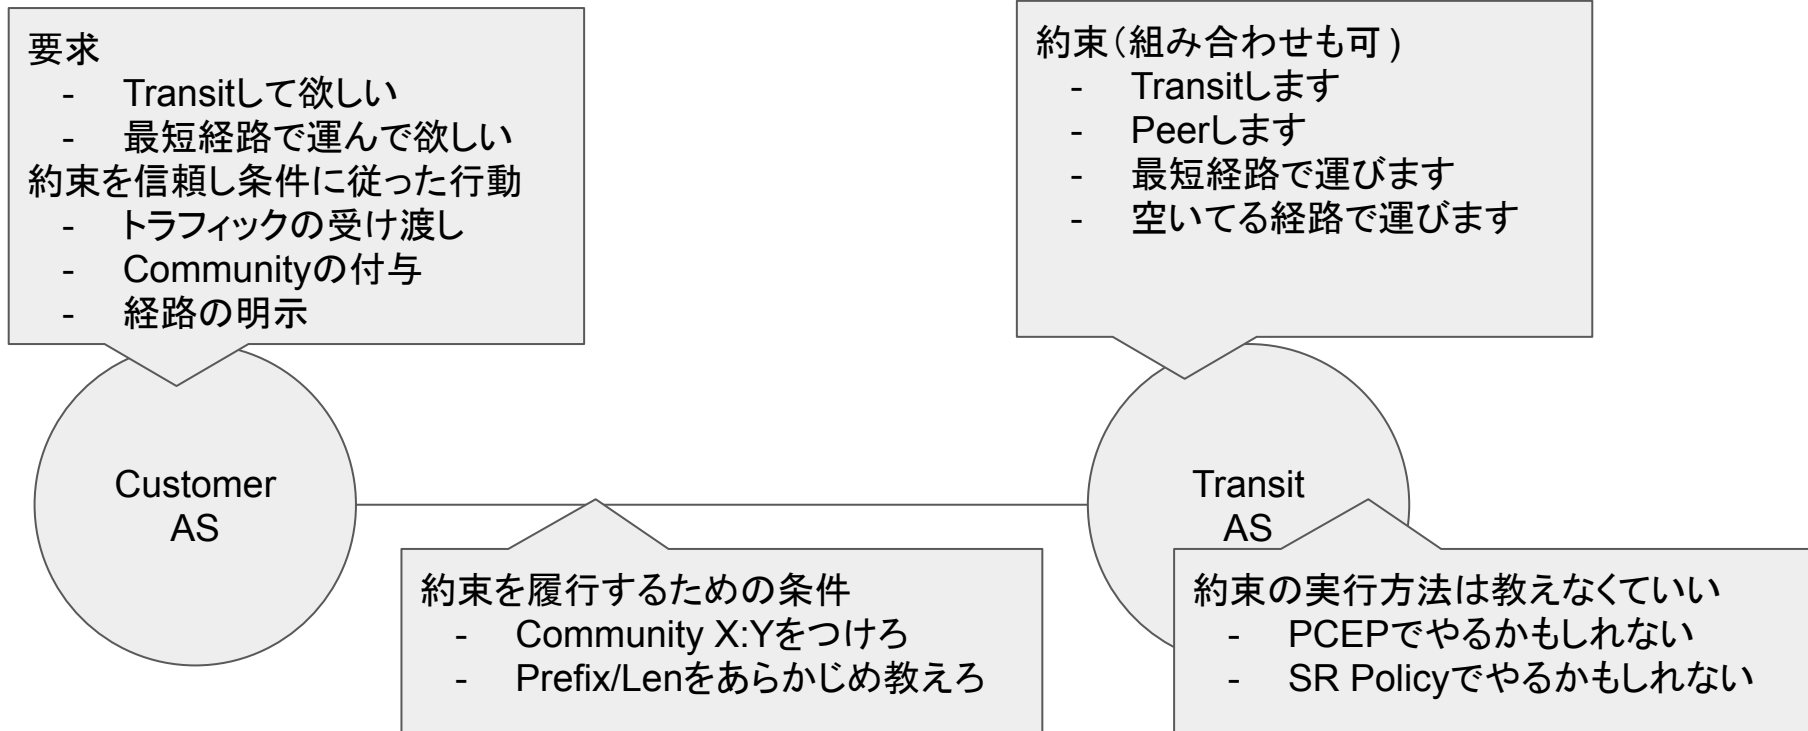 要求
- Transitして欲しい
- 最短経路で運んで欲しい
約束を信頼し条件に従った行動
- トラフィックの受け渡し
- Communityの付与
- 経路の明示
約束(組み合わせも可)
- Transitします
- Peerします
- 最短経路で運びます
- 空いてる経路で運びます
Customer
AS
Transit
AS
約束を履行するための条件
- Community X:Yをつけろ
- Prefix/Lenをあらかじめ教えろ
約束の実行方法は教えなくていい
- PCEPでやるかもしれない
- SR Policyでやるかもしれない